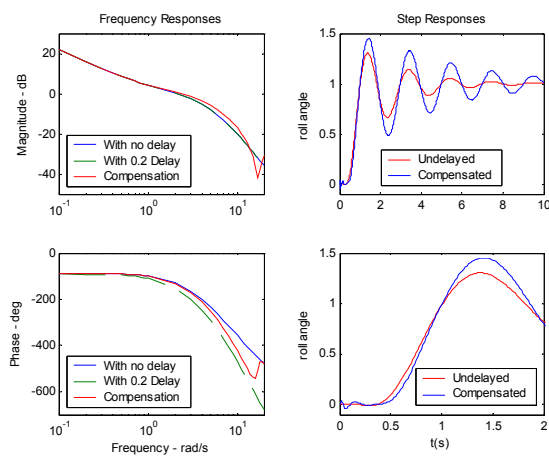 Frequency Responses
Magnitude - dB
20
0
-20
-40
With no delay
With 0.2 Delay
Compensation
10^-1
10^0
10^1
Step Responses
roll angle
1.5
1
0.5
0
Undelayed
Compensated
0
2
4
6
8
10
Phase - deg
0
-200
-400
-600
With no delay
With 0.2 Delay
Compensation
10^-1
10^0
10^1
Frequency - rad/s
roll angle
1.5
1
0.5
0
Undelayed
Compensated
0
0.5
1
1.5
2
t(s)